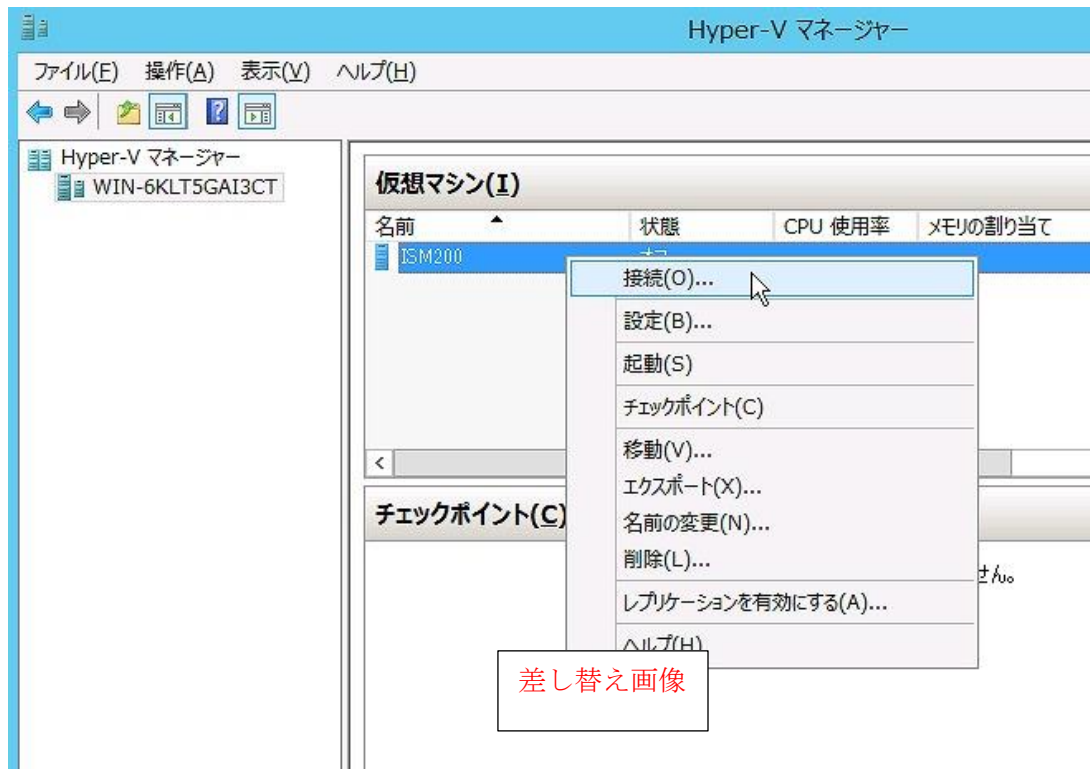 Hyper-V マネージャー
ファイル(F) 操作(A) 表示(V) ヘルプ(H)
Hyper-V マネージャー
WIN-6KLT5GAI3CT
仮想マシン(I)
名前 状態 CPU 使用率 メモリの割り当て
ISM200 オフ
接続(O)...
設定(B)...
起動(S)
チェックポイント(C)
移動(V)...
エクスポート(X)...
名前の変更(N)...
削除(L)...
レプリケーションを有効にする(A)...
ヘルプ(H)
チェックポイント(C)
せん。
差し替え画像